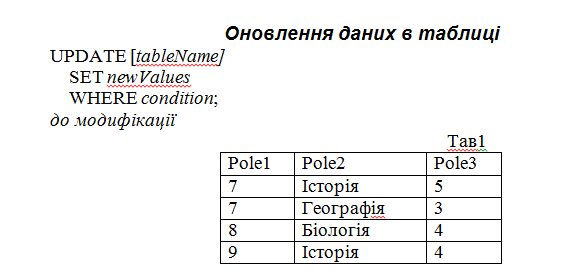 Оновлення даних в таблиці
UPDATE [tableName]
SET newValues
WHERE condition;
до модифікації
Тав1
Pole1 Pole2 Pole3
7 Історія 5
7 Географія 3
8 Біологія 4
9 Історія 4